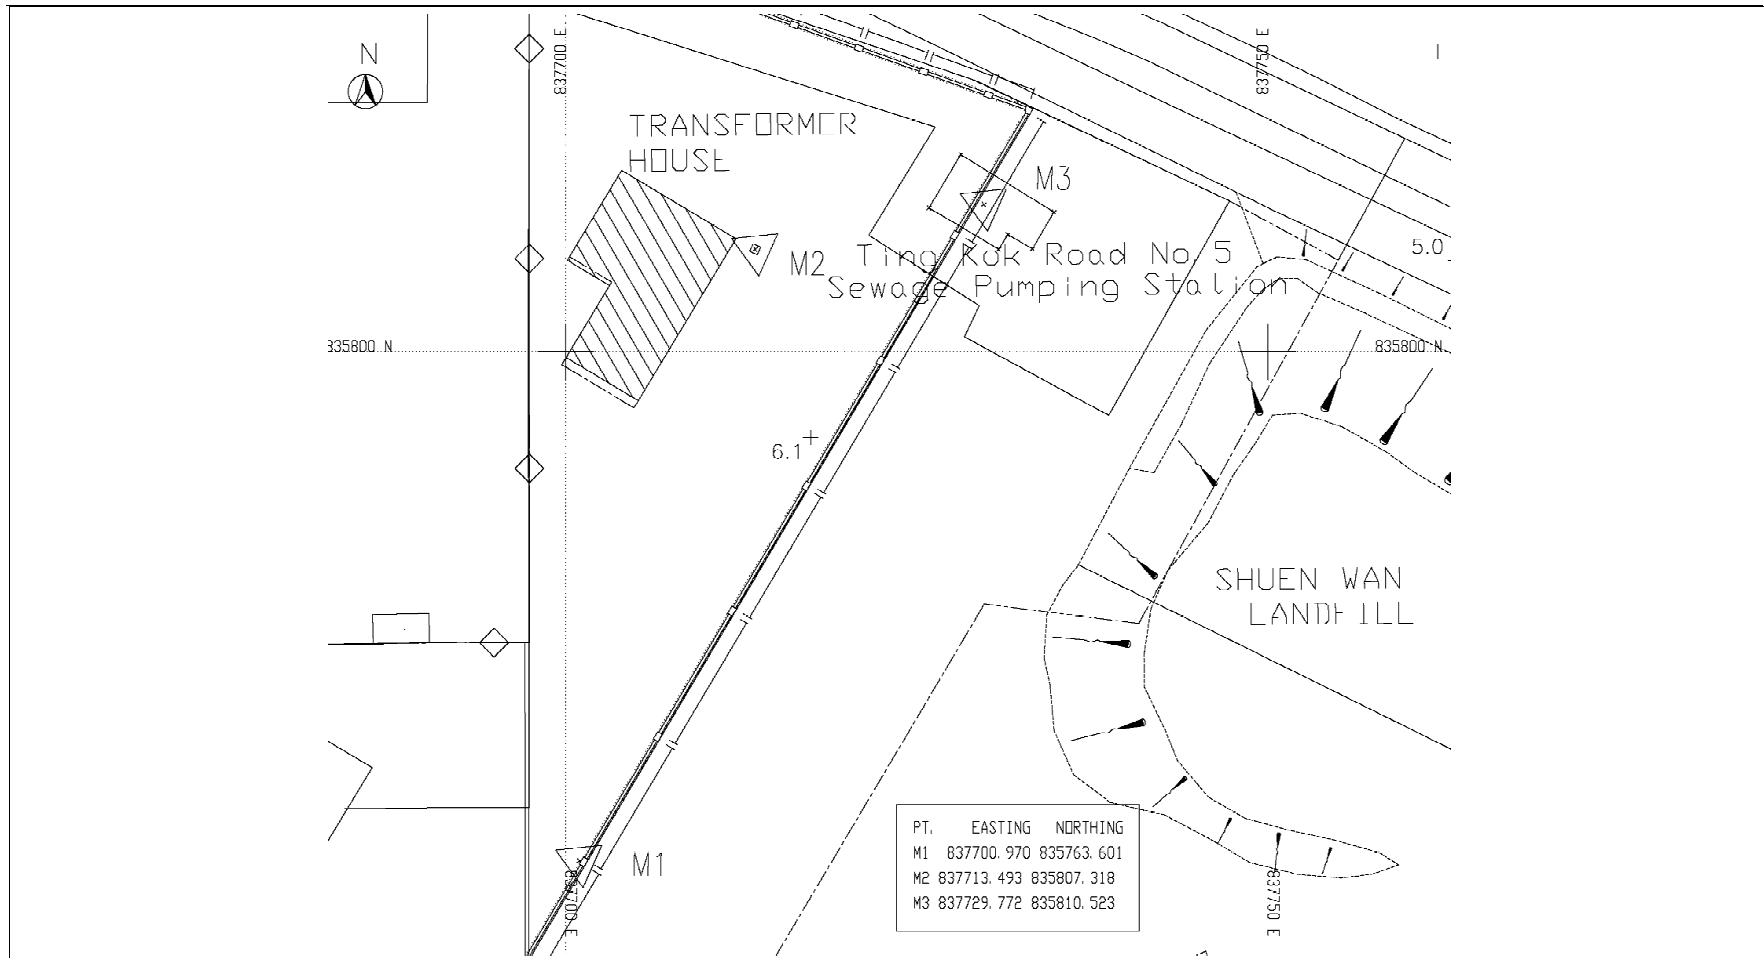 N
837700 E
837750 E
TRANSFORMER
HOUSE
M3
M2
Ting Kok Road No. 5
Sewage Pumping Station
5.0
835800 N
835800 N
6.1
SHUEN WAN
LANDFILL
M1
PT. EASTING NORTHING
M1 837700.970 835763.601
M2 837713.493 835807.318
M3 837729.772 835810.523
837700 E
837750 E